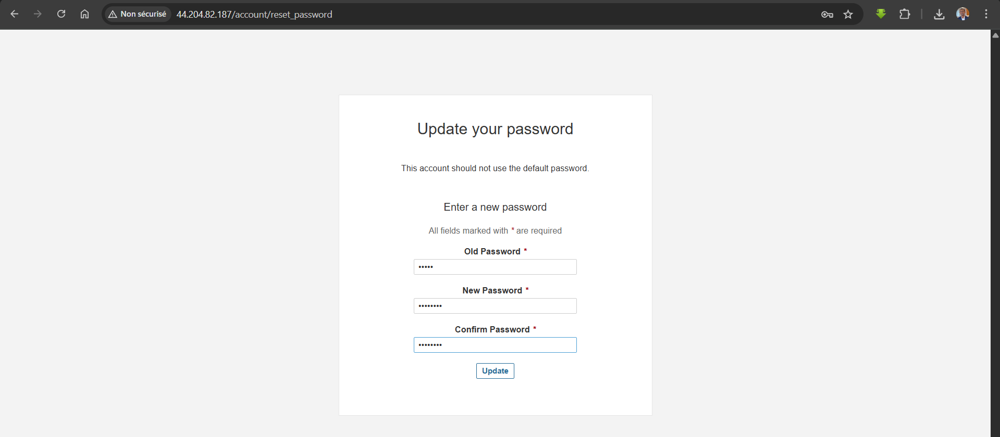 Non sécurisé 44.204.82.187/account/reset_password
Update your password
This account should not use the default password.
Enter a new password
All fields marked with * are required
Old Password *
•••••
New Password *
••••••••
Confirm Password *
••••••••
Update